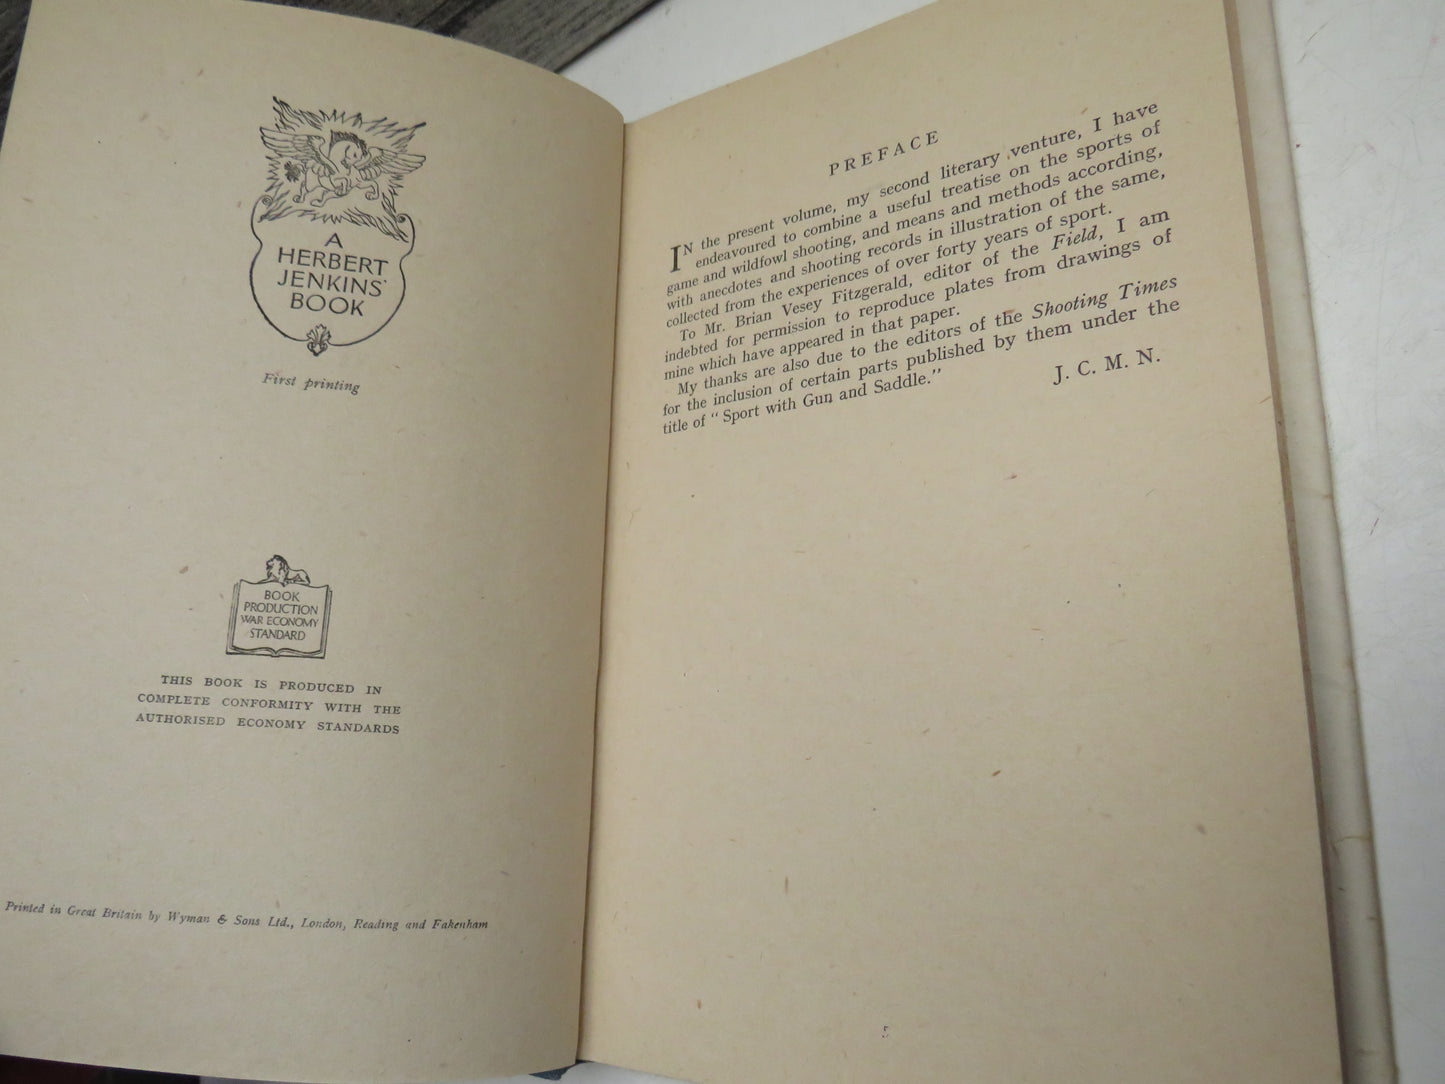 A
HERBERT
JENKINS'
BOOK
First printing
BOOK
PRODUCTION
WAR ECONOMY
STANDARD
THIS BOOK IS PRODUCED IN
COMPLETE CONFORMITY WITH THE
AUTHORISED ECONOMY STANDARDS
Printed in Great Britain by Wyman & Sons Ltd., London, Reading and Fakenham
PREFACE
IN the present volume, my second literary venture, I have
endeavoured to combine a useful treatise on the sports of
game and wildfowl shooting, and means and methods according,
with anecdotes and shooting records in illustration of the same,
collected from the experiences of over forty years of sport.
To Mr. Brian Vesey Fitzgerald, editor of the Field, I am
indebted for permission to reproduce plates from drawings of
mine which have appeared in that paper.
My thanks are also due to the editors of the Shooting Times
for the inclusion of certain parts published by them under the
title of " Sport with Gun and Saddle."
J. C. M. N.
5